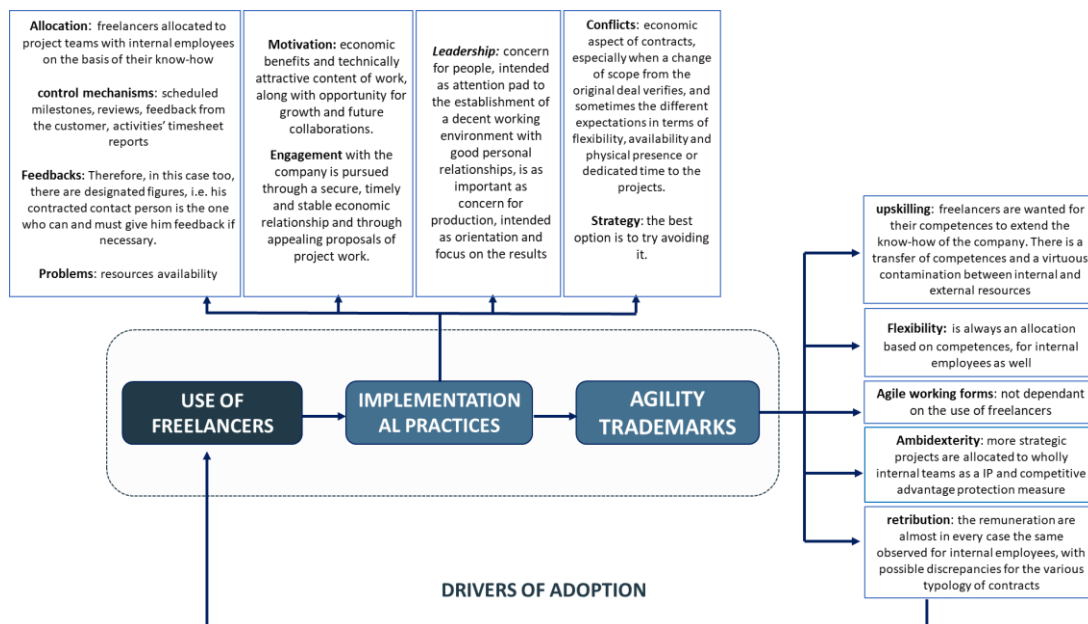 Allocation: freelancers allocated to
project teams with internal employees
on the basis of their know-how
control mechanisms: scheduled
milestones, reviews, feedback from
the customer, activities' timesheet
reports
Feedbacks: Therefore, in this case too,
there are designated figures, i.e. his
contracted contact person is the one
who can and must give him feedback if
necessary.
Problems: resources availability
Motivation: economic
benefits and technically
attractive content of work,
along with opportunity for
growth and future
collaborations.
Engagement with the
company is pursued
through a secure, timely
and stable economic
relationship and through
appealing proposals of
project work.
Leadership: concern
for people, intended
as attention pad to
the establishment of
a decent working
environment with
good personal
relationships, is as
important as
concern for
production, intended
as orientation and
focus on the results
Conflicts: economic
aspect of contracts,
especially when a change
of scope from the
original deal verifies, and
sometimes the different
expectations in terms of
flexibility, availability and
physical presence or
dedicated time to the
projects.
Strategy: the best
option is to try avoiding
it.
USE OF
FREELANCERS
IMPLEMENTATION
AL PRACTICES
AGILITY
TRADEMARKS
upskilling: freelancers are wanted for
their competences to extend the
know-how of the company. There is a
transfer of competences and a virtuous
contamination between internal and
external resources
Flexibility: is always an allocation
based on competences, for internal
employees as well
Agile working forms: not dependant
on the use of freelancers
Ambidexterity: more strategic
projects are allocated to wholly
internal teams as a IP and competitive
advantage protection measure
retribution: the remuneration are
almost in every case the same
observed for internal employees, with
possible discrepancies for the various
typology of contracts
DRIVERS OF ADOPTION